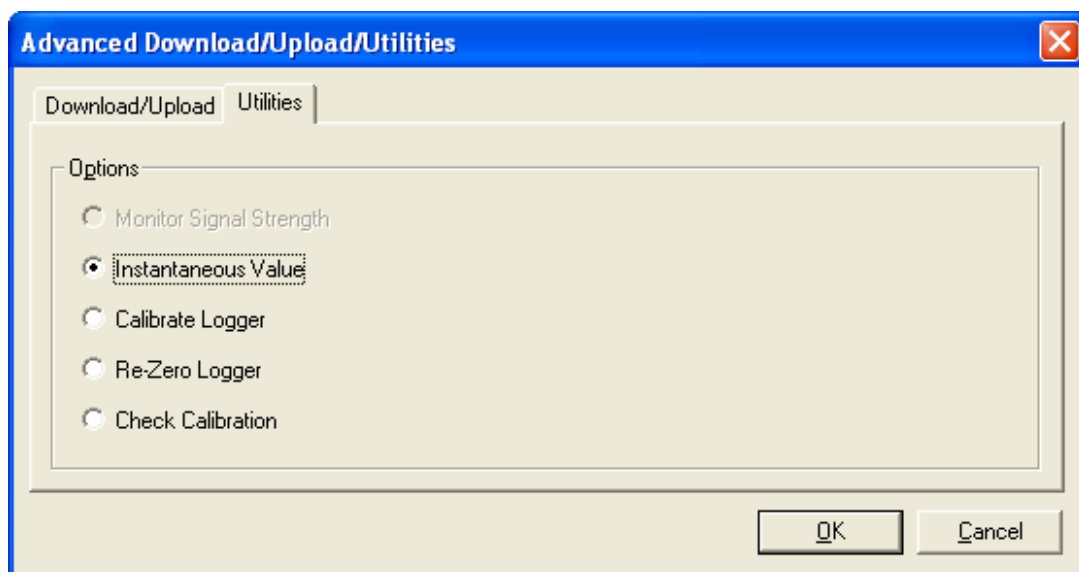 Advanced Download/Upload/Utilities
Download/Upload Utilities
Options
Monitor Signal Strength
Instantaneous Value
Calibrate Logger
Re-Zero Logger
Check Calibration
OK Cancel